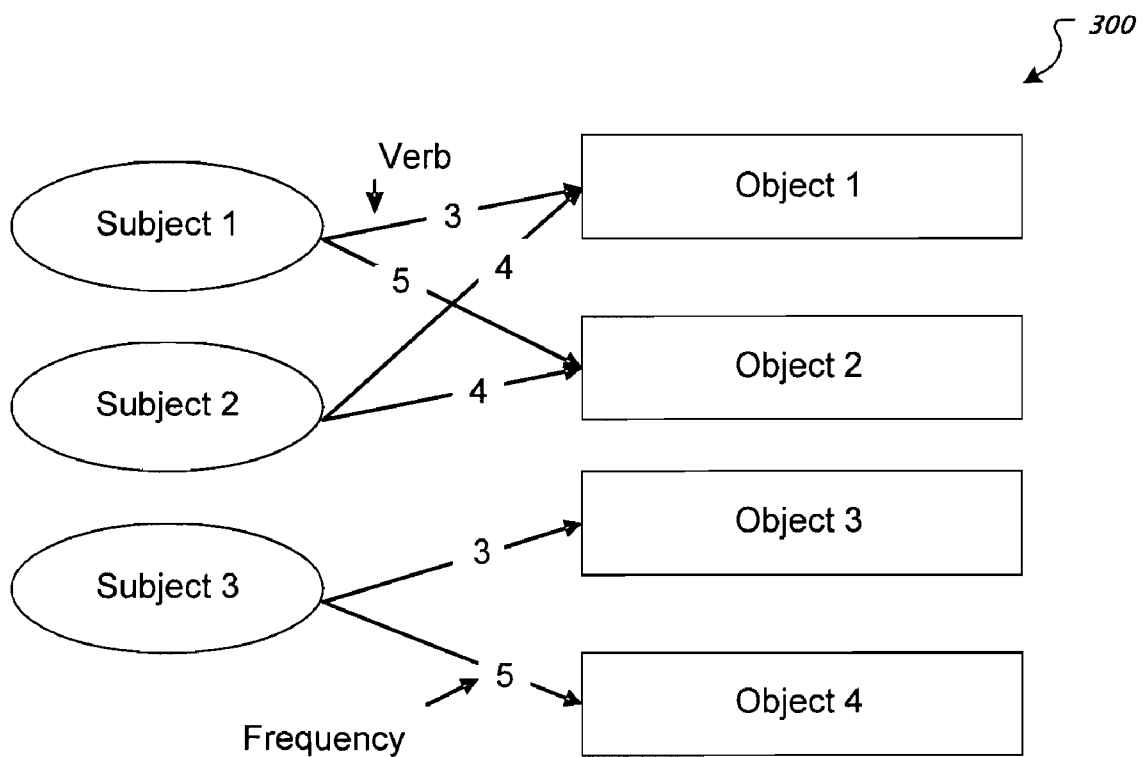 300
Verb
Subject 1
3
Object 1
5
4
Subject 2
4
Object 2
Subject 3
3
Object 3
5
Object 4
Frequency